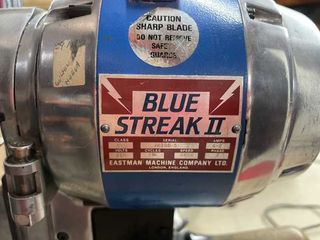 CAUTION
SHARP BLADE
DO NOT REMOVE
SAFETY
GUARDS
BLUE
STREAK II
CLASS SERIAL AMPS
VOLTS CYCLES SPEED PHASE
EASTMAN MACHINE COMPANY LTD.
LONDON, ENGLAND.